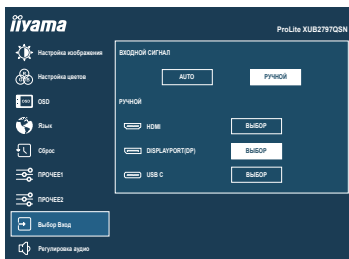 iiyama
ProLite XUB2797QSN
Настройка изображения
Настройка цветов
OSD
OSD
Язык
Сброс
ПРОЧЕЕ1
ПРОЧЕЕ2
Выбор Вход
Регулировка аудио
ВХОДНОЙ СИГНАЛ
AUTO
РУЧНОЙ
РУЧНОЙ
HDMI
ВЫБОР
DISPLAYPORT(DP)
ВЫБОР
USB C
ВЫБОР